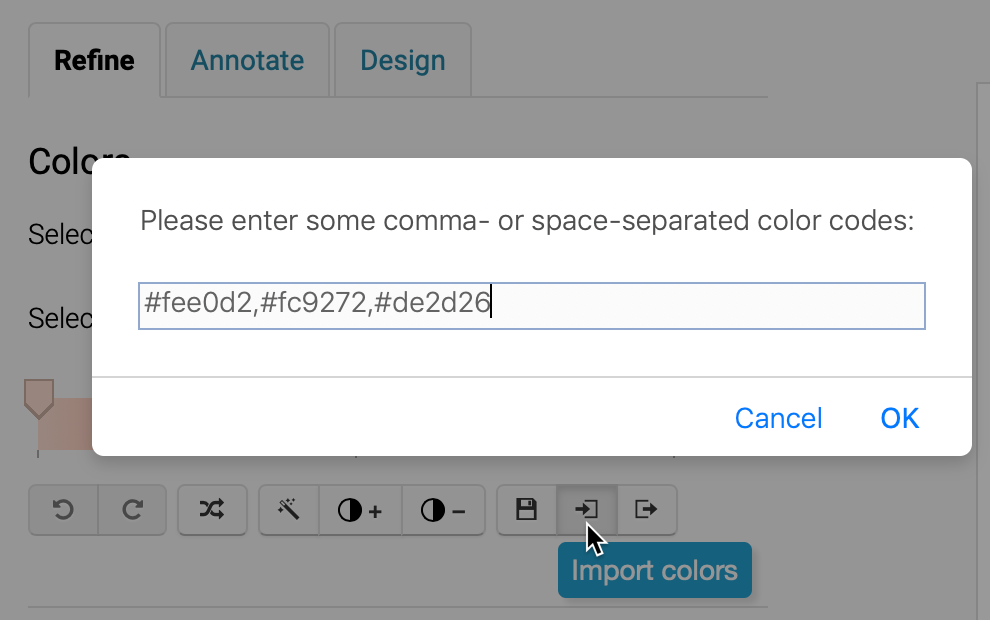 Refine
Annotate
Design
Colors
Please enter some comma- or space-separated color codes:
Selec
#fee0d2,#fc9272,#de2d26
Selec
Cancel
OK
+
−
Import colors